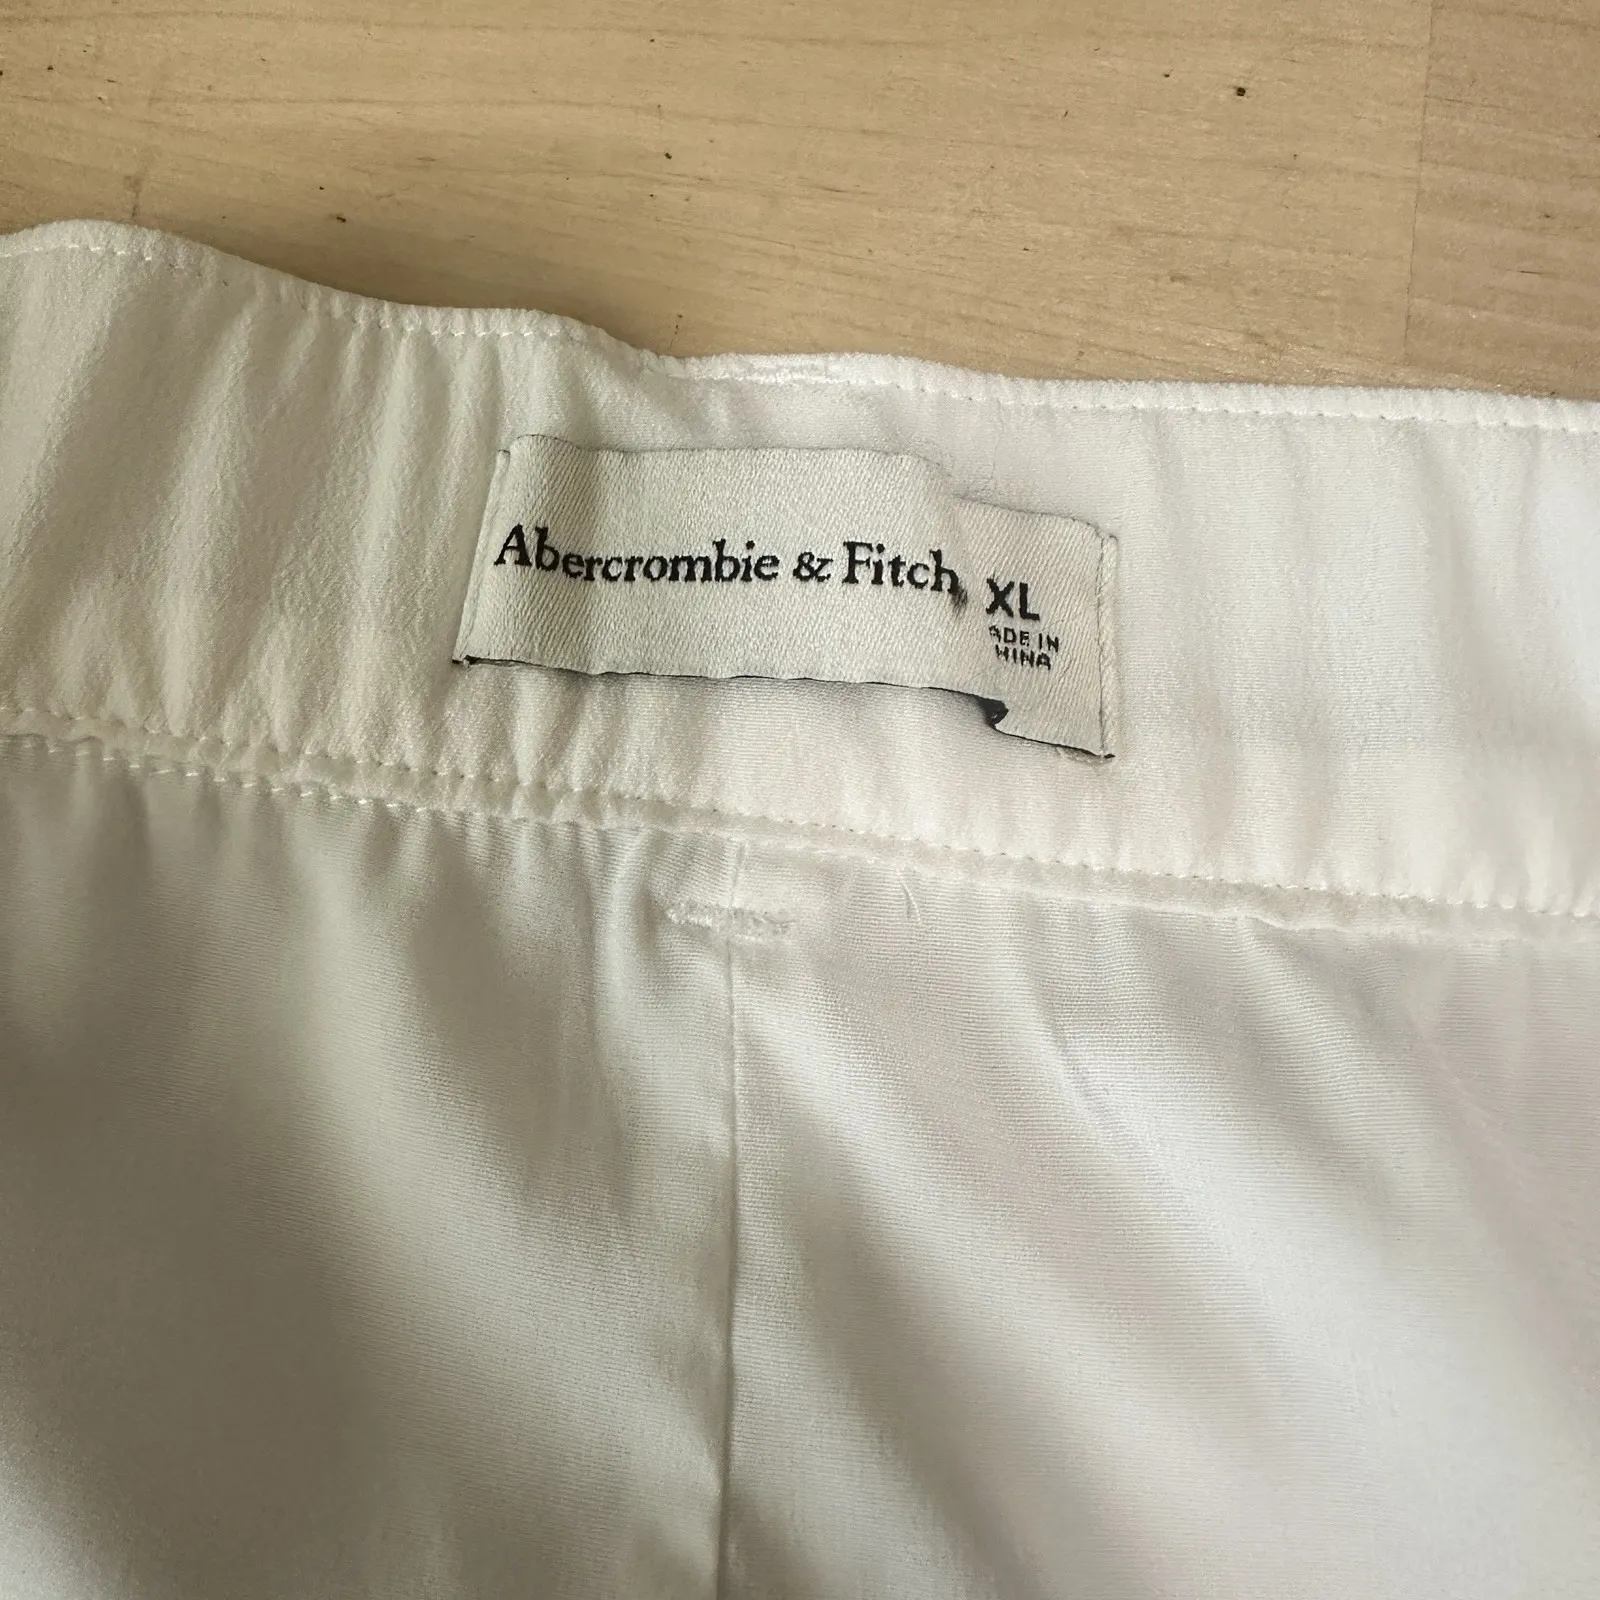 Abercrombie & Fitch
XL
ADE IN
HINA